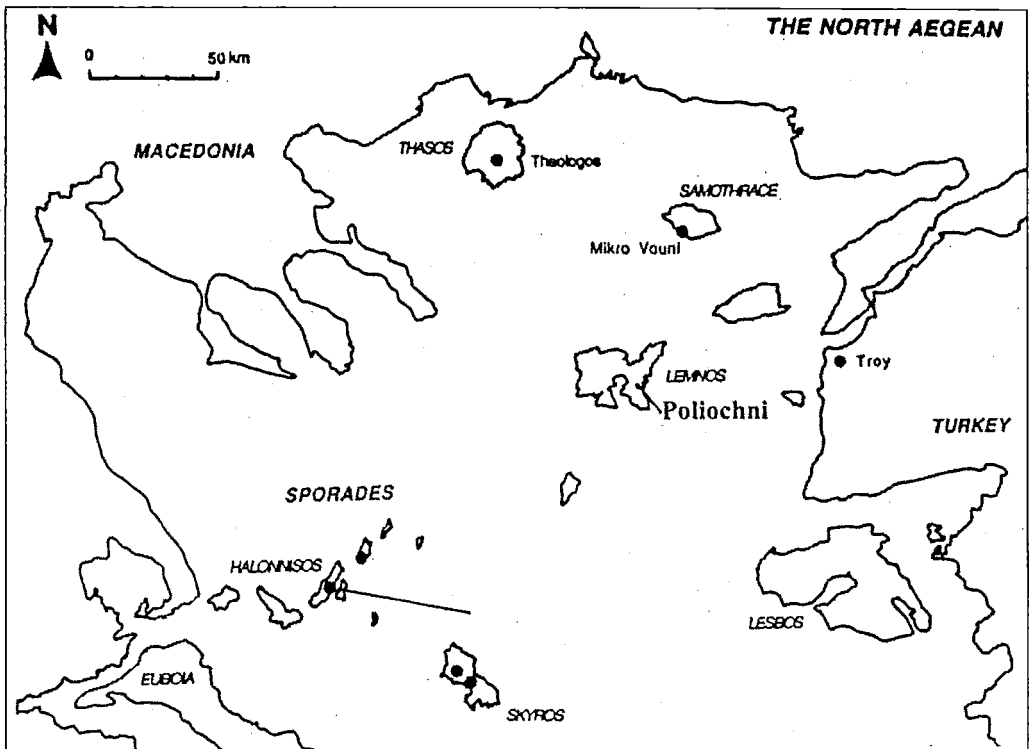 THE NORTH AEGEAN
N
0 50 km
MACEDONIA
THASOS
Theologos
SAMOTHRACE
Mikro Vouni
LEMNOS
Troy
Poliochni
TURKEY
SPORADES
HALONNISOS
LESBOS
EUBOIA
SKYROS